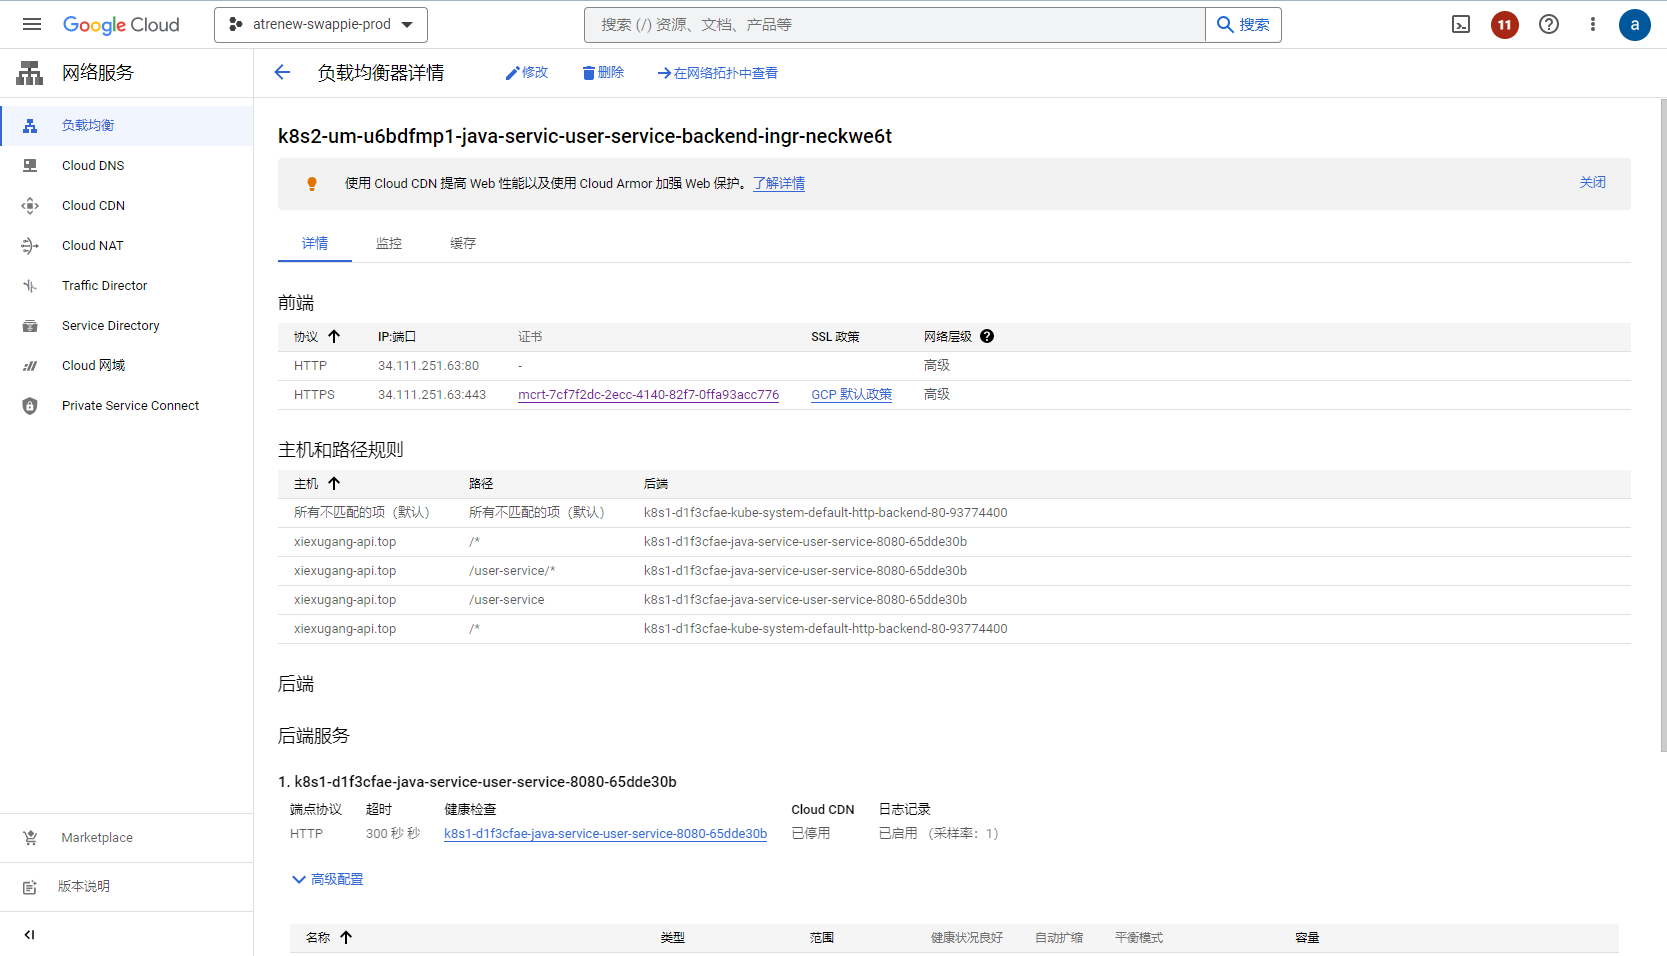 Google Cloud
atrenew-swappie-prod
搜索 (/) 资源、文档、产品等
搜索
11
a
网络服务
负载均衡器详情
修改
删除
在网络拓扑中查看
负载均衡
Cloud DNS
Cloud CDN
Cloud NAT
Traffic Director
Service Directory
Cloud 网域
Private Service Connect
Marketplace
版本说明
k8s2-um-u6bdfmp1-java-servic-user-service-backend-ingr-neckwe6t
使用 Cloud CDN 提高 Web 性能以及使用 Cloud Armor 加强 Web 保护。了解详情
关闭
详情 监控 缓存
前端
协议 IP:端口 证书 SSL 政策 网络层级
HTTP 34.111.251.63:80 - 高级
HTTPS 34.111.251.63:443 mcrt-7cf7f2dc-2ecc-4140-82f7-0ffa93acc776 GCP 默认政策 高级
主机和路径规则
主机 路径 后端
所有不匹配的项（默认） 所有不匹配的项（默认） k8s1-d1f3cfae-kube-system-default-http-backend-80-93774400
xiexugang-api.top /* k8s1-d1f3cfae-java-service-user-service-8080-65dde30b
xiexugang-api.top /user-service/* k8s1-d1f3cfae-java-service-user-service-8080-65dde30b
xiexugang-api.top /user-service k8s1-d1f3cfae-java-service-user-service-8080-65dde30b
xiexugang-api.top /* k8s1-d1f3cfae-kube-system-default-http-backend-80-93774400
后端
后端服务
1. k8s1-d1f3cfae-java-service-user-service-8080-65dde30b
端点协议 超时 健康检查 Cloud CDN 日志记录
HTTP 300 秒 秒 k8s1-d1f3cfae-java-service-user-service-8080-65dde30b 已停用 已启用 （采样率：1）
高级配置
名称 类型 范围 健康状况良好 自动扩缩 平衡模式 容量